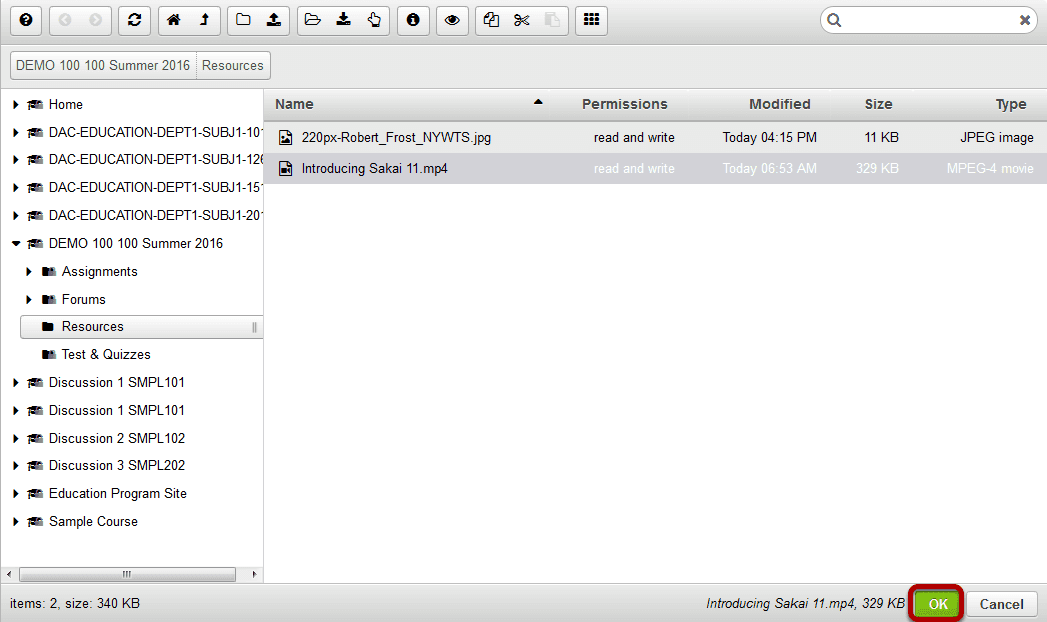 DEMO 100 100 Summer 2016 Resources
Home
DAC-EDUCATION-DEPT1-SUBJ1-101
DAC-EDUCATION-DEPT1-SUBJ1-126
DAC-EDUCATION-DEPT1-SUBJ1-151
DAC-EDUCATION-DEPT1-SUBJ1-201
DEMO 100 100 Summer 2016
Assignments
Forums
Resources
Test & Quizzes
Discussion 1 SMPL101
Discussion 1 SMPL101
Discussion 2 SMPL102
Discussion 3 SMPL202
Education Program Site
Sample Course
Name Permissions Modified Size Type
220px-Robert_Frost_NYWTS.jpg read and write Today 04:15 PM 11 KB JPEG image
Introducing Sakai 11.mp4 read and write Today 06:53 AM 329 KB MPEG-4 movie
items: 2, size: 340 KB
Introducing Sakai 11.mp4, 329 KB OK Cancel